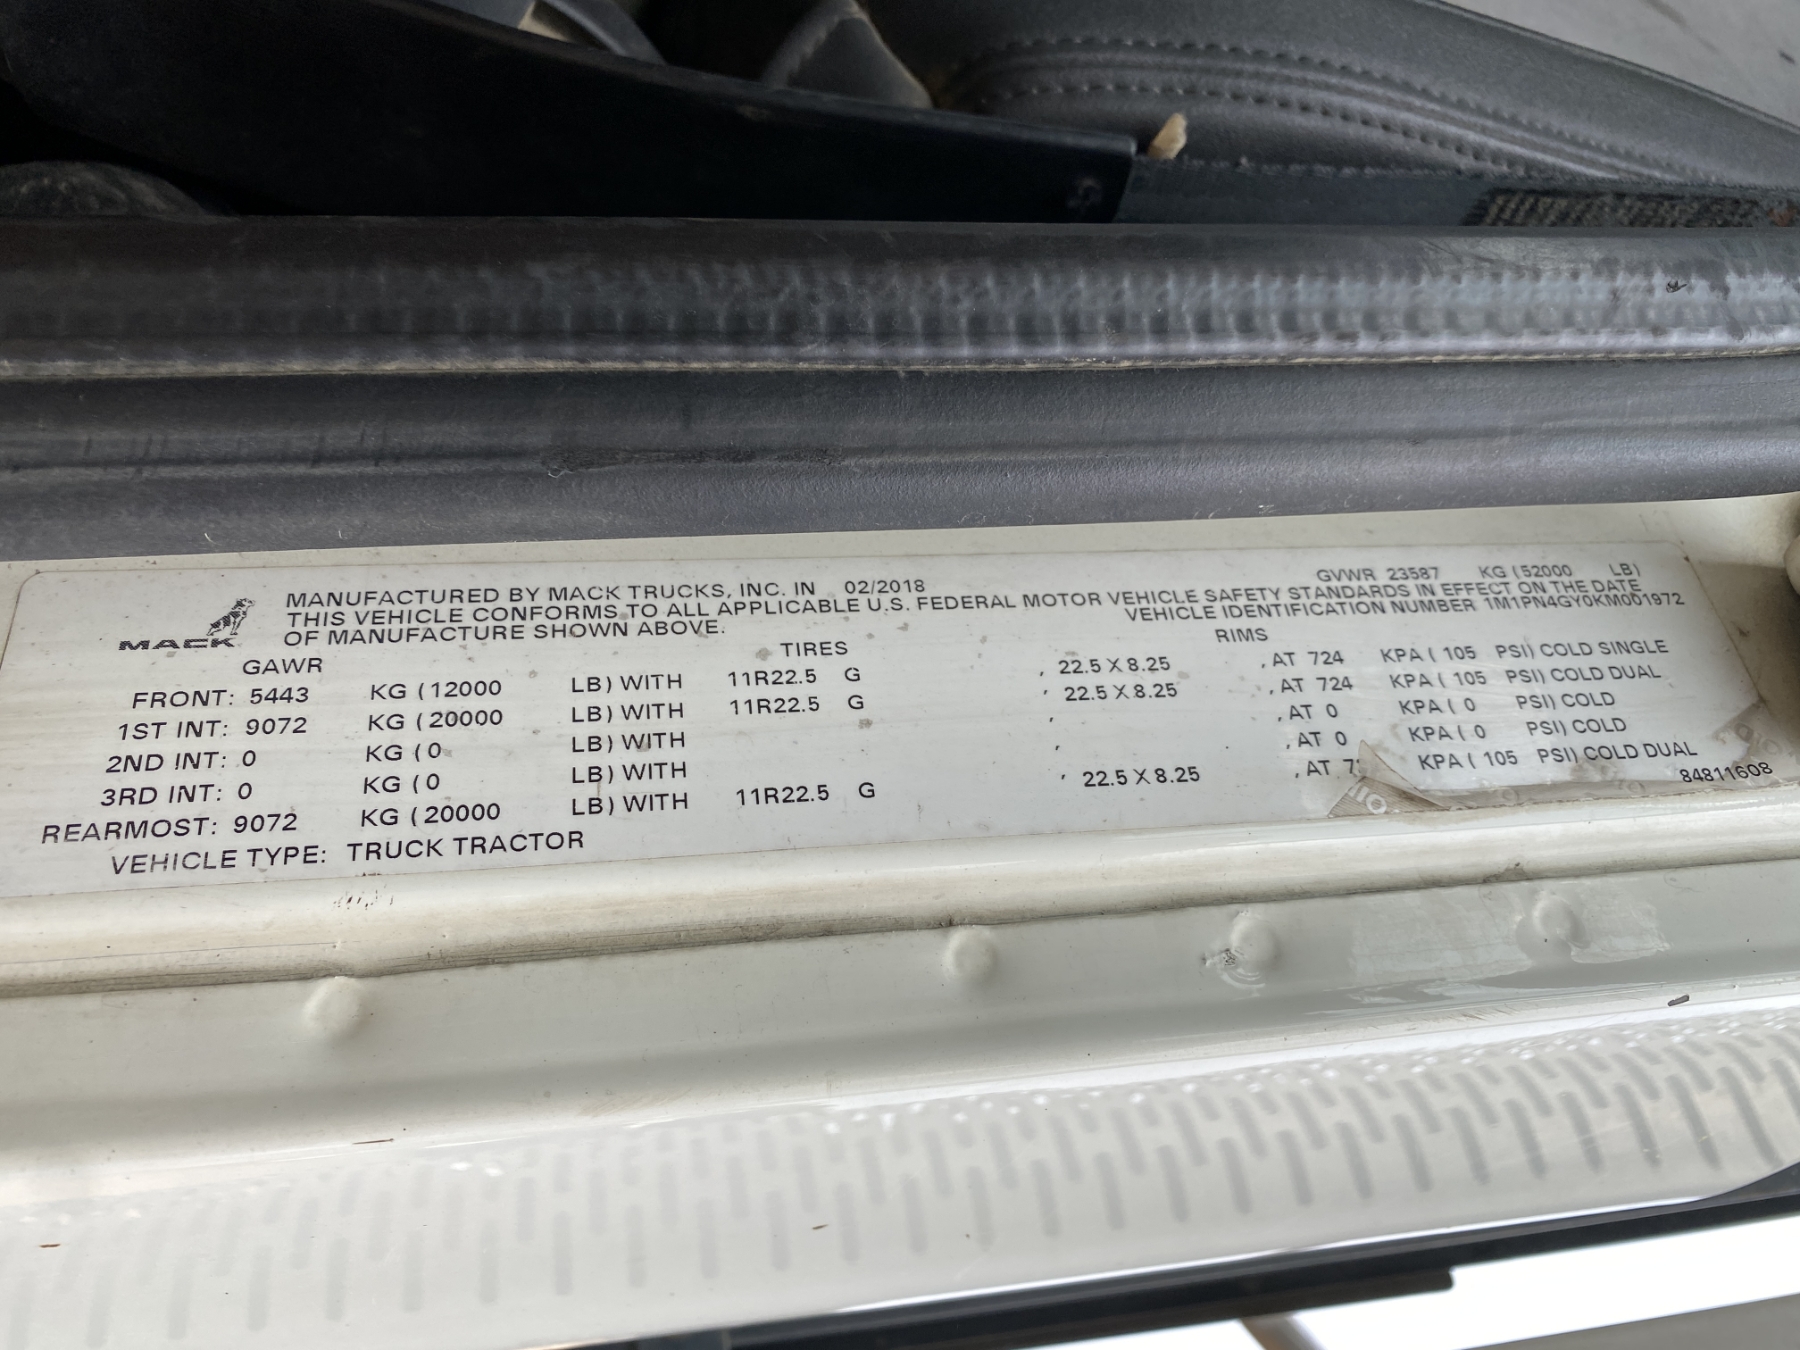 MACK
MANUFACTURED BY MACK TRUCKS, INC. IN 02/2018 GVWR 23587 KG (52000 LB)
THIS VEHICLE CONFORMS TO ALL APPLICABLE U.S. FEDERAL MOTOR VEHICLE SAFETY STANDARDS IN EFFECT ON THE DATE
OF MANUFACTURE SHOWN ABOVE. VEHICLE IDENTIFICATION NUMBER 1M1PN4GY0KM001972
GAWR TIRES RIMS
FRONT: 5443 KG (12000 LB) WITH 11R22.5 G , 22.5 X 8.25 , AT 724 KPA ( 105 PSI) COLD SINGLE
1ST INT: 9072 KG (20000 LB) WITH 11R22.5 G , 22.5 X 8.25 , AT 724 KPA ( 105 PSI) COLD DUAL
2ND INT: 0 KG (0 LB) WITH , , AT 0 KPA ( 0 PSI) COLD
3RD INT: 0 KG (0 LB) WITH , , AT 0 KPA ( 0 PSI) COLD
REARMOST: 9072 KG (20000 LB) WITH 11R22.5 G , 22.5 X 8.25 , AT KPA ( 105 PSI) COLD DUAL
VEHICLE TYPE: TRUCK TRACTOR 84811608